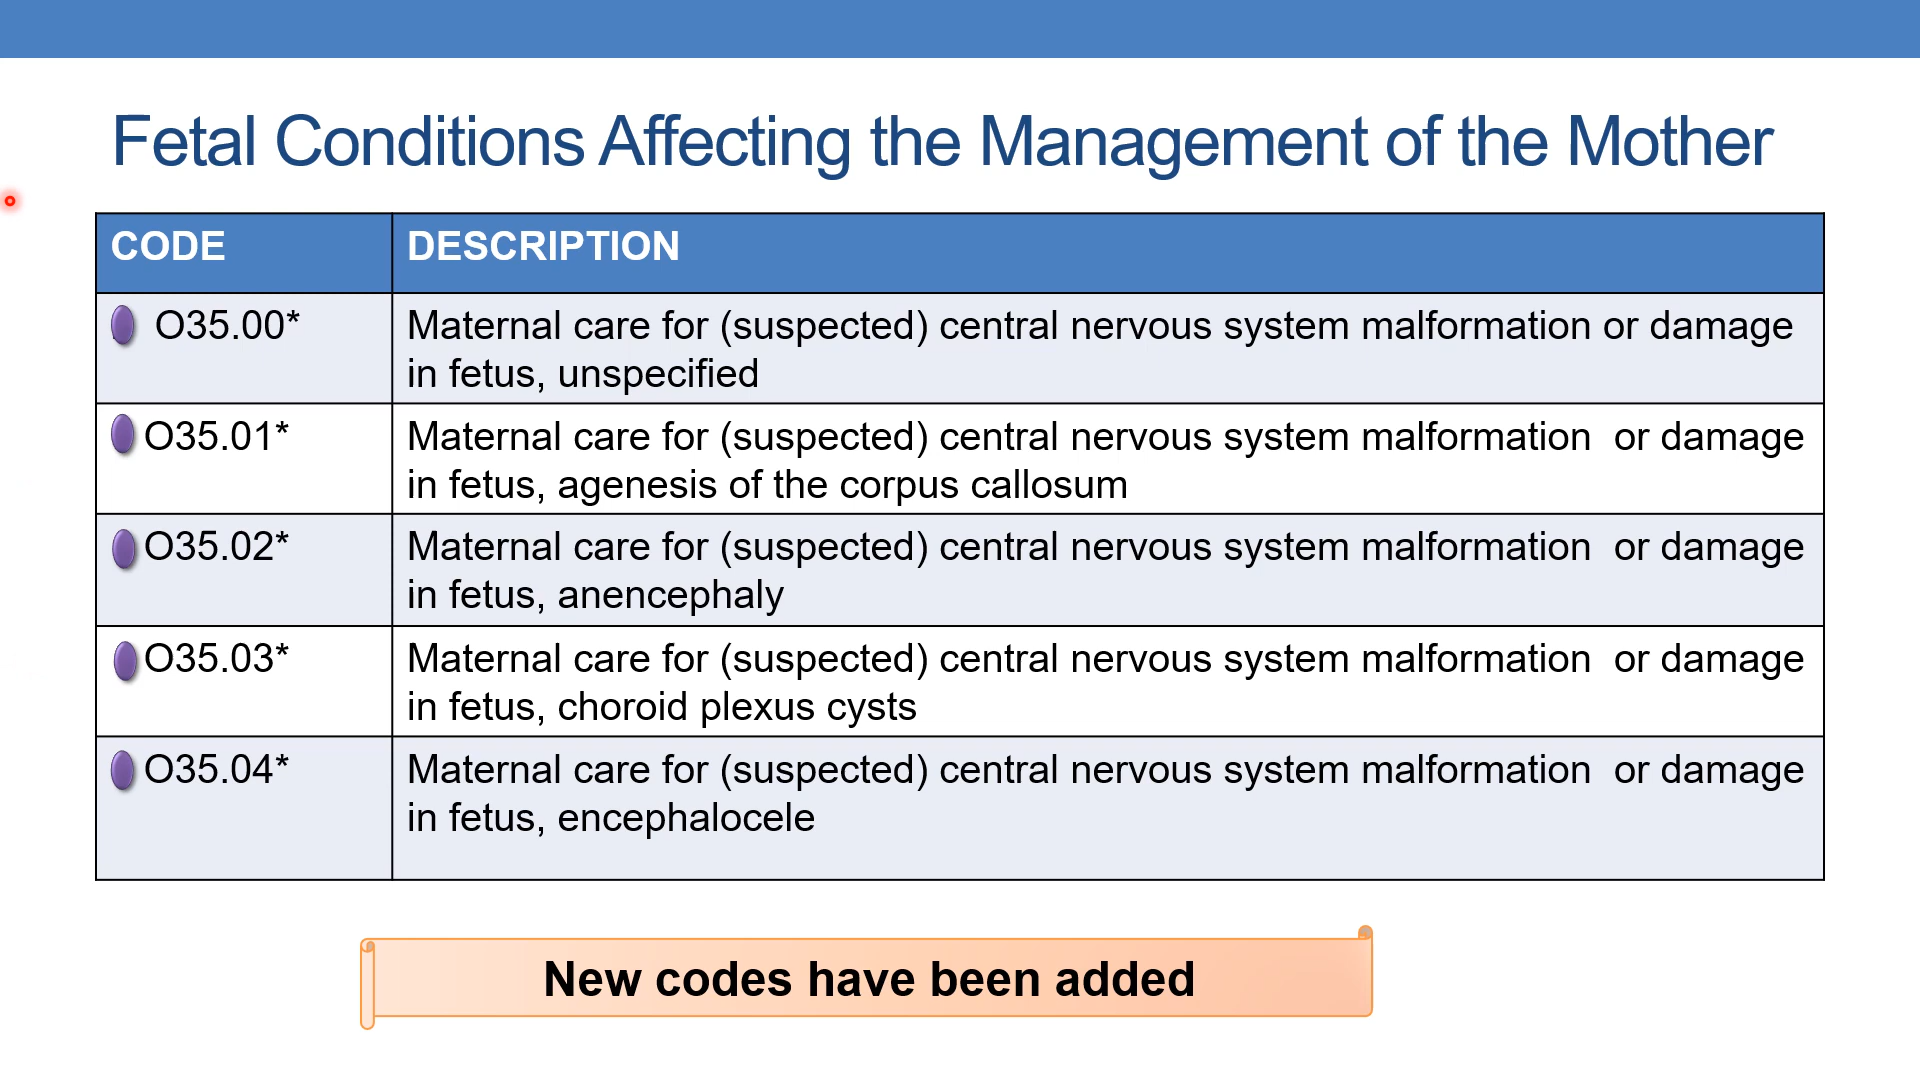 Fetal Conditions Affecting the Management of the Mother
CODE DESCRIPTION
O35.00* Maternal care for (suspected) central nervous system malformation or damage
in fetus, unspecified
O35.01* Maternal care for (suspected) central nervous system malformation or damage
in fetus, agenesis of the corpus callosum
O35.02* Maternal care for (suspected) central nervous system malformation or damage
in fetus, anencephaly
O35.03* Maternal care for (suspected) central nervous system malformation or damage
in fetus, choroid plexus cysts
O35.04* Maternal care for (suspected) central nervous system malformation or damage
in fetus, encephalocele
New codes have been added